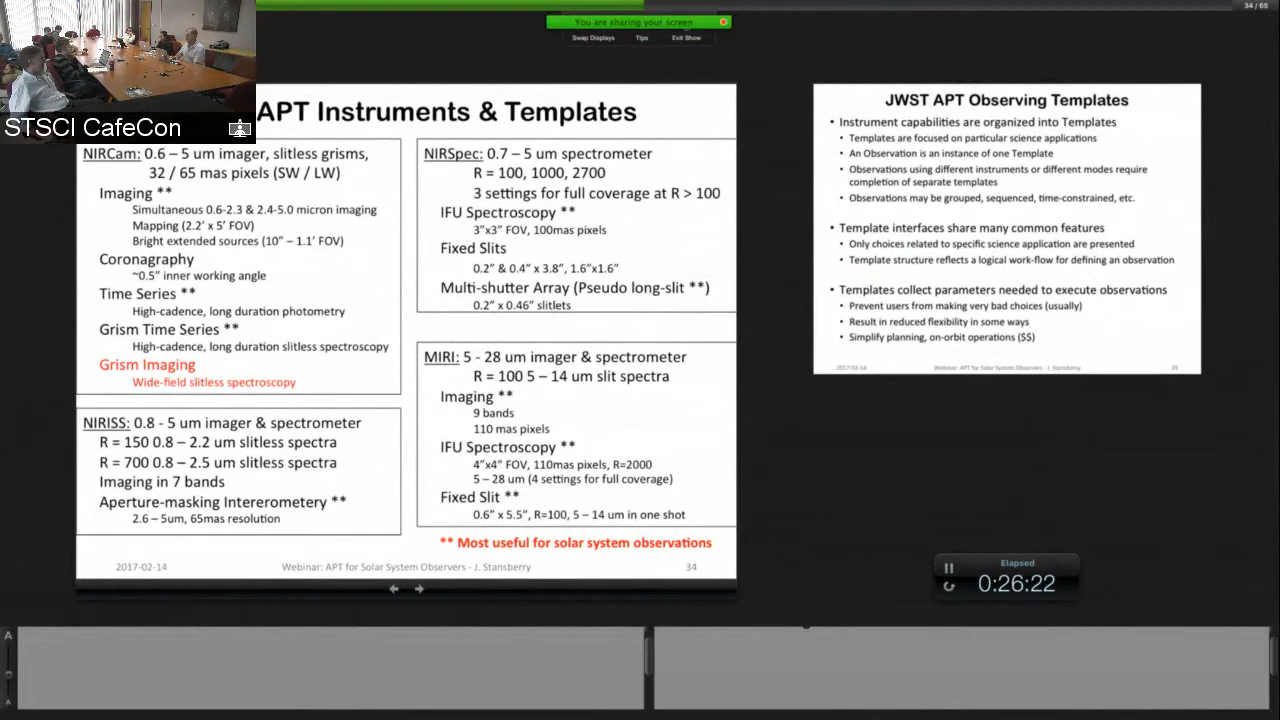 34 / 65
You are sharing your screen
Swap Displays Tips Exit Show
STSCI CafeCon
APT Instruments & Templates
NIRCam: 0.6 – 5 um imager, slitless grisms,
32 / 65 mas pixels (SW / LW)
Imaging **
Simultaneous 0.6-2.3 & 2.4-5.0 micron imaging
Mapping (2.2’ x 5’ FOV)
Bright extended sources (10” – 1.1’ FOV)
Coronagraphy
~0.5” inner working angle
Time Series **
High-cadence, long duration photometry
Grism Time Series **
High-cadence, long duration slitless spectroscopy
Grism Imaging
Wide-field slitless spectroscopy
NIRISS: 0.8 - 5 um imager & spectrometer
R = 150 0.8 – 2.2 um slitless spectra
R = 700 0.8 – 2.5 um slitless spectra
Imaging in 7 bands
Aperture-masking Intererometery **
2.6 – 5um, 65mas resolution
NIRSpec: 0.7 – 5 um spectrometer
R = 100, 1000, 2700
3 settings for full coverage at R > 100
IFU Spectroscopy **
3”x3” FOV, 100mas pixels
Fixed Slits
0.2” & 0.4” x 3.8”, 1.6”x1.6”
Multi-shutter Array (Pseudo long-slit **)
0.2” x 0.46” slitlets
MIRI: 5 - 28 um imager & spectrometer
R = 100 5 – 14 um slit spectra
Imaging **
9 bands
110 mas pixels
IFU Spectroscopy **
4”x4” FOV, 110mas pixels, R=2000
5 – 28 um (4 settings for full coverage)
Fixed Slit **
0.6” x 5.5”, R=100, 5 – 14 um in one shot
** Most useful for solar system observations
2017-02-14 Webinar: APT for Solar System Observers - J. Stansberry 34
JWST APT Observing Templates
• Instrument capabilities are organized into Templates
• Templates are focused on particular science applications
• An Observation is an instance of one Template
• Observations using different instruments or different modes require
completion of separate templates
• Observations may be grouped, sequenced, time-constrained, etc.
• Template interfaces share many common features
• Only choices related to specific science application are presented
• Template structure reflects a logical work-flow for defining an observation
• Templates collect parameters needed to execute observations
• Prevent users from making very bad choices (usually)
• Result in reduced flexibility in some ways
• Simplify planning, on-orbit operations ($$)
2017-02-14 Webinar: APT for Solar System Observers - J. Stansberry 35
Elapsed
0:26:22
A
A